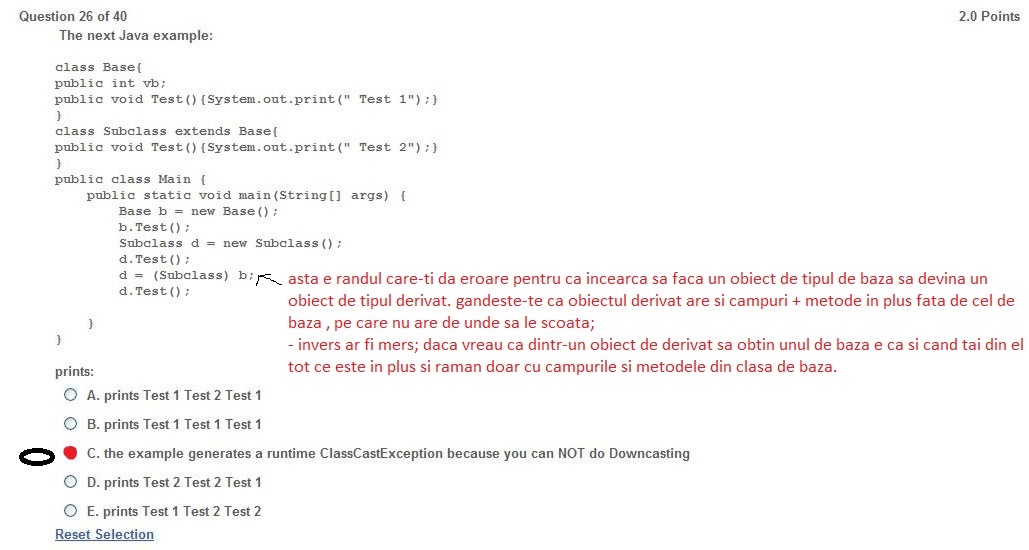 Question 26 of 40 2.0 Points
The next Java example:
class Base{
public int vb;
public void Test(){System.out.print(" Test 1");}
}
class Subclass extends Base{
public void Test(){System.out.print(" Test 2");}
}
public class Main {
public static void main(String[] args) {
Base b = new Base();
b.Test();
Subclass d = new Subclass();
d.Test();
d = (Subclass) b;
d.Test();
}
}
asta e randul care-ti da eroare pentru ca incearca sa faca un obiect de tipul de baza sa devina un
obiect de tipul derivat. gandeste-te ca obiectul derivat are si campuri + metode in plus fata de cel de
baza , pe care nu are de unde sa le scoata;
- invers ar fi mers; daca vreau ca dintr-un obiect de derivat sa obtin unul de baza e ca si cand tai din el
tot ce este in plus si raman doar cu campurile si metodele din clasa de baza.
prints:
A. prints Test 1 Test 2 Test 1
B. prints Test 1 Test 1 Test 1
C. the example generates a runtime ClassCastException because you can NOT do Downcasting
D. prints Test 2 Test 2 Test 1
E. prints Test 1 Test 2 Test 2
Reset Selection